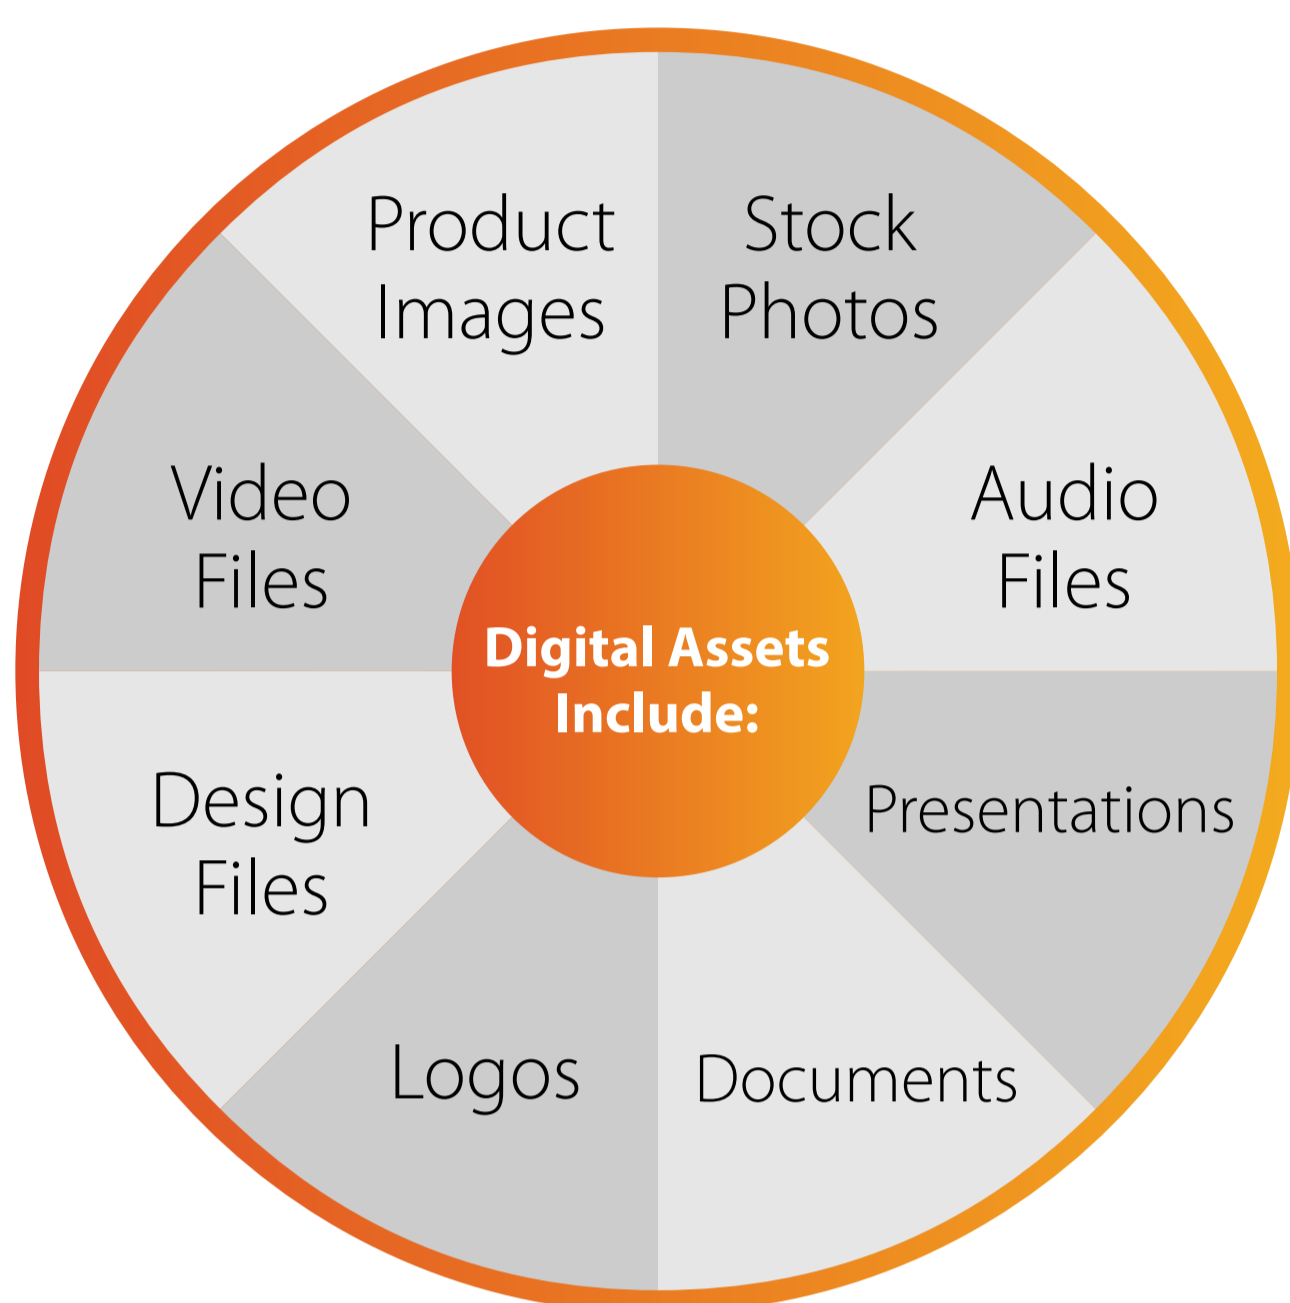 Digital Assets
Include:
Stock
Photos
Audio
Files
Presentations
Documents
Logos
Design
Files
Video
Files
Product
Images